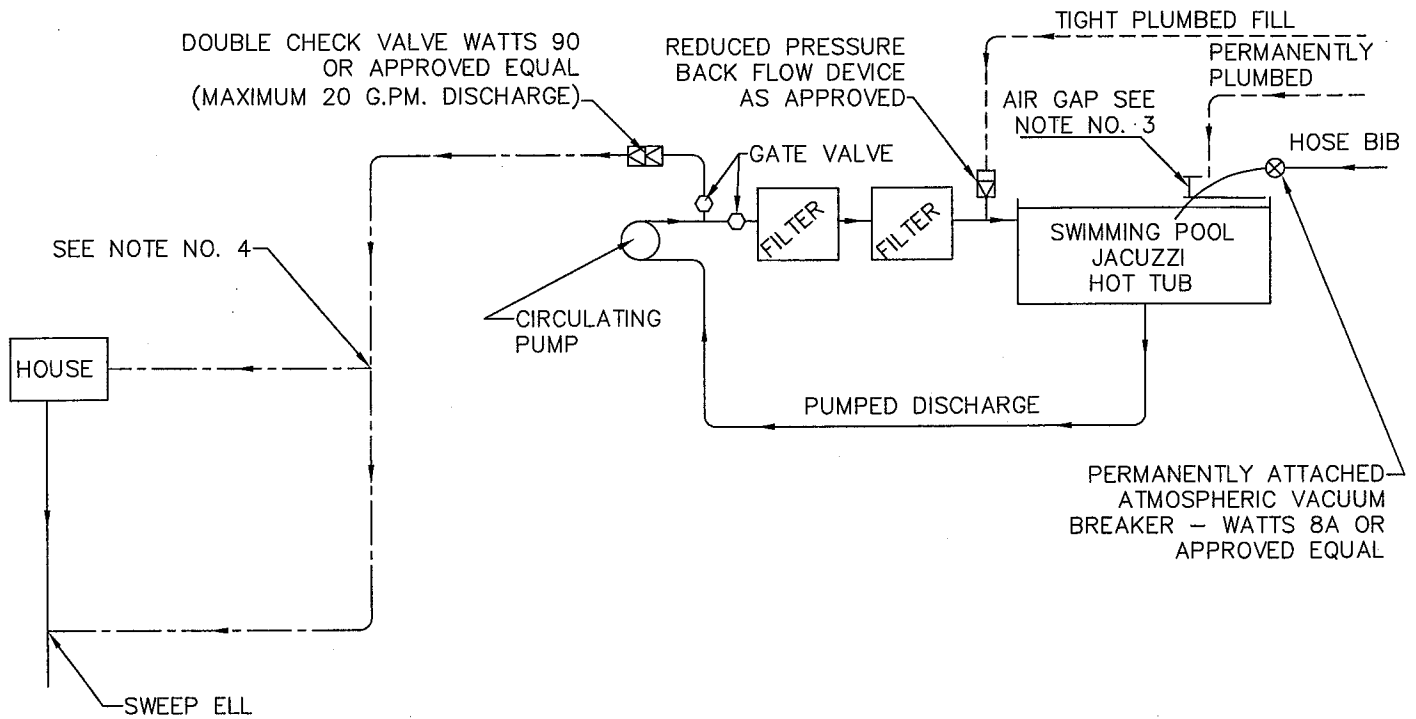 TIGHT PLUMBED FILL
DOUBLE CHECK VALVE WATTS 90
OR APPROVED EQUAL
(MAXIMUM 20 G.PM. DISCHARGE)
REDUCED PRESSURE
BACK FLOW DEVICE
AS APPROVED
PERMANENTLY
PLUMBED
AIR GAP SEE
NOTE NO. 3
HOSE BIB
GATE VALVE
FILTER
FILTER
SWIMMING POOL
JACUZZI
HOT TUB
SEE NOTE NO. 4
CIRCULATING
PUMP
HOUSE
PUMPED DISCHARGE
PERMANENTLY ATTACHED
ATMOSPHERIC VACUUM
BREAKER – WATTS 8A OR
APPROVED EQUAL
SWEEP ELL